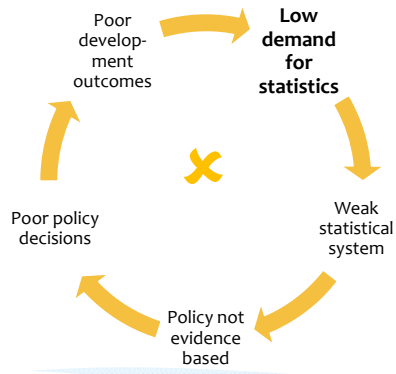 Poor
develop-
ment
outcomes
Low
demand
for
statistics
Weak
statistical
system
Policy not
evidence
based
Poor policy
decisions